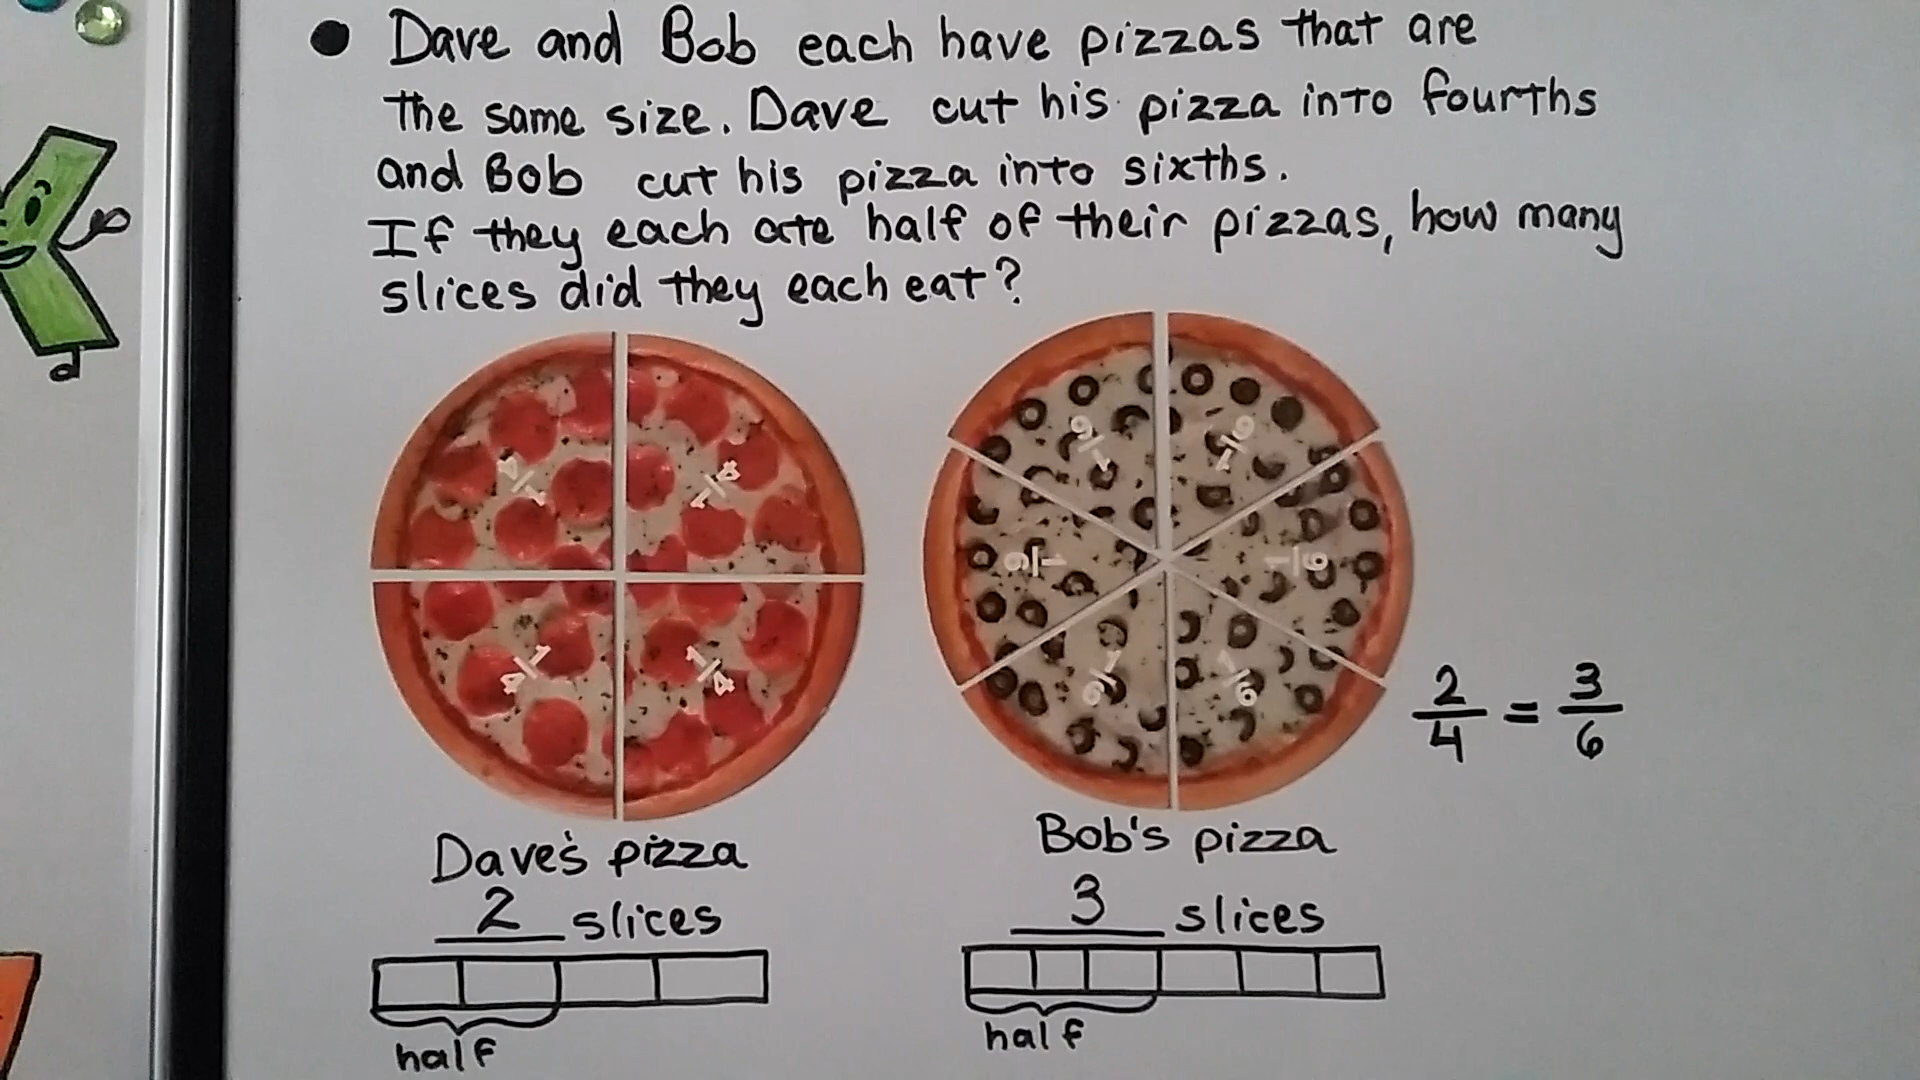 Dave and Bob each have pizzas that are
the same size. Dave cut his pizza into fourths
and Bob cut his pizza into sixths.
If they each ate half of their pizzas, how many
slices did they each eat?
1/4 1/4
1/4 1/4
1/6 1/6
1/6 1/6
1/6 1/6
2/4 = 3/6
Dave's pizza
2 slices
half
Bob's pizza
3 slices
half